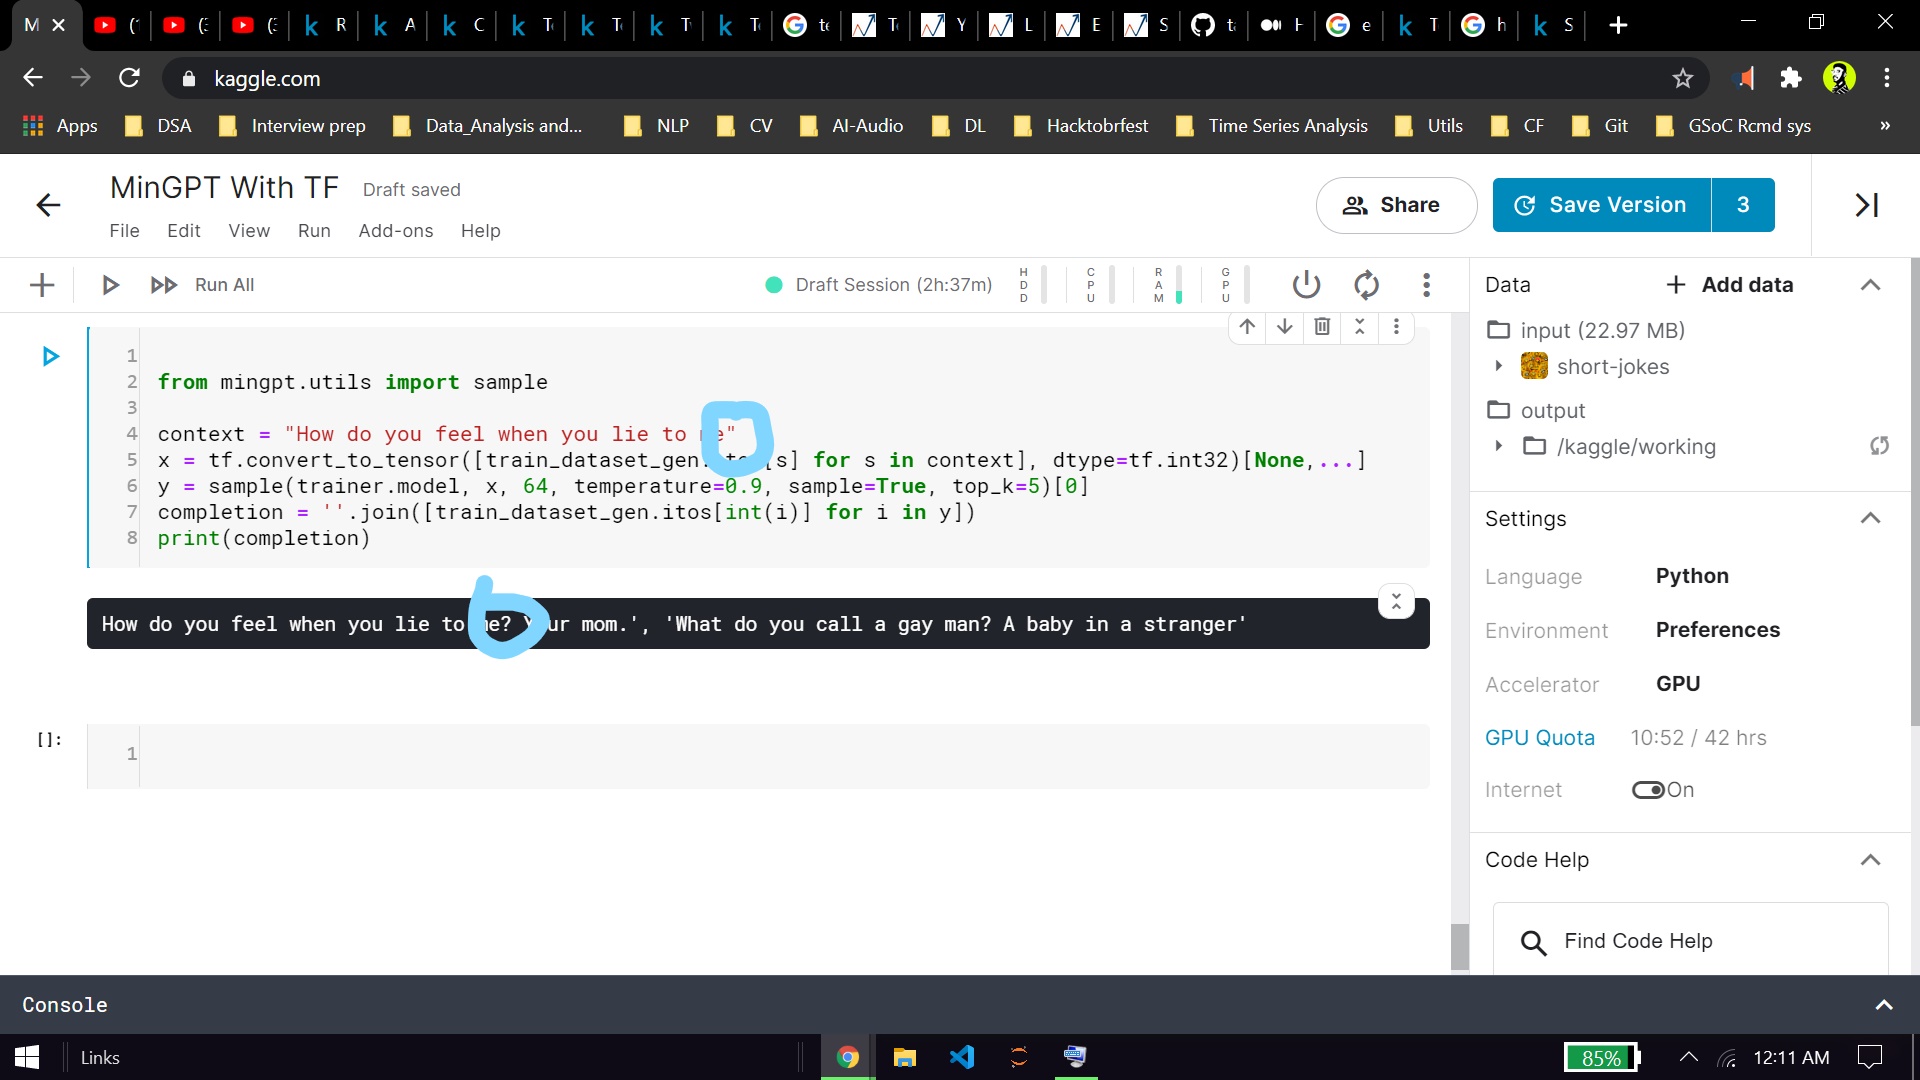 M
kaggle.com
Apps DSA Interview prep Data_Analysis and... NLP CV AI-Audio DL Hacktobrfest Time Series Analysis Utils CF Git GSoC Rcmd sys »
MinGPT With TF Draft saved
File Edit View Run Add-ons Help
Share
Save Version 3
Run All
Draft Session (2h:37m) HDD CPU RAM GPU
1
2 from mingpt.utils import sample
3
4 context = "How do you feel when you lie to me"
5 x = tf.convert_to_tensor([train_dataset_gen.stoi[s] for s in context], dtype=tf.int32)[None,...]
6 y = sample(trainer.model, x, 64, temperature=0.9, sample=True, top_k=5)[0]
7 completion = ''.join([train_dataset_gen.itos[int(i)] for i in y])
8 print(completion)
How do you feel when you lie to me? Your mom.', 'What do you call a gay man? A baby in a stranger'
[]:
1
Data + Add data
input (22.97 MB)
short-jokes
output
/kaggle/working
Settings
Language Python
Environment Preferences
Accelerator GPU
GPU Quota 10:52 / 42 hrs
Internet On
Code Help
Find Code Help
Console
Links
85%
12:11 AM